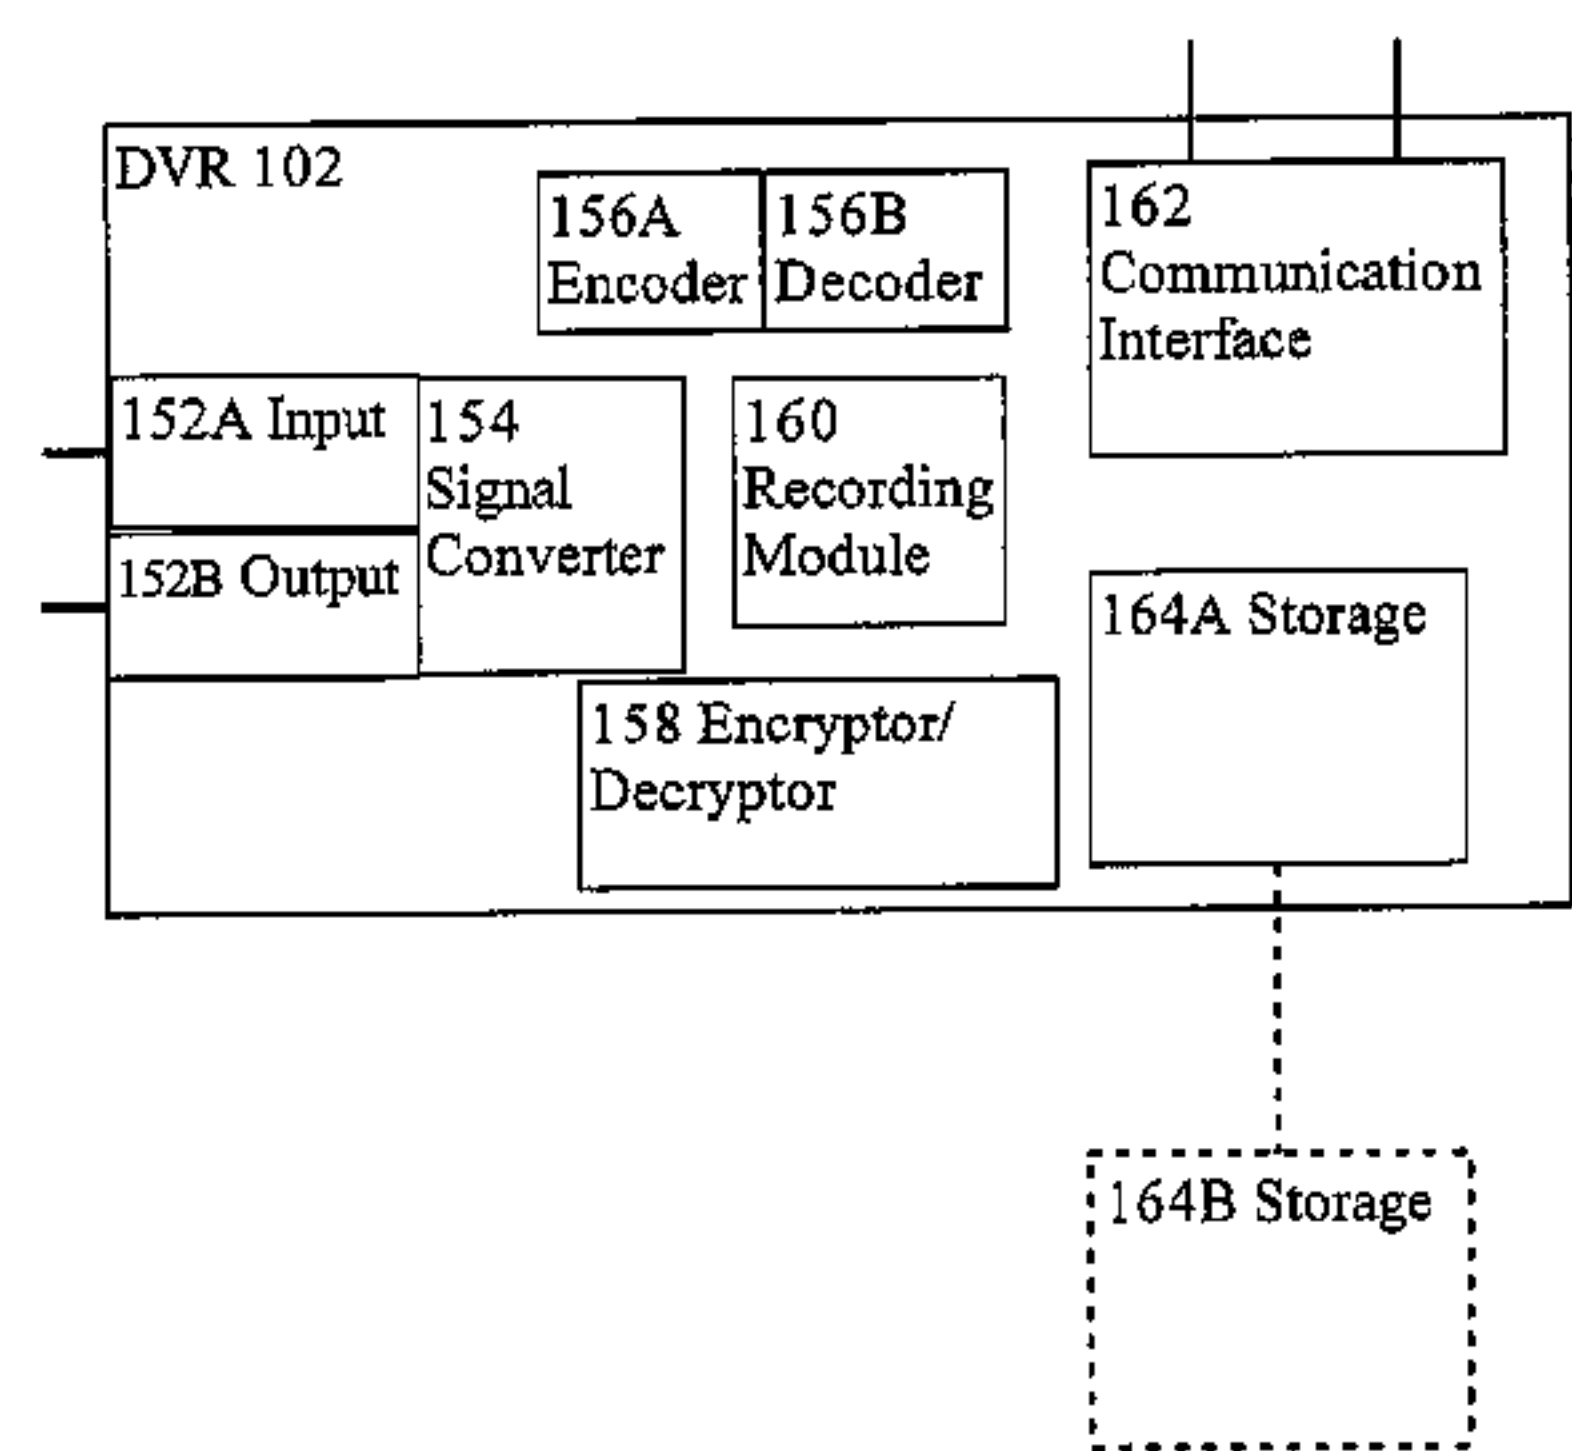 DVR 102
156A
Encoder
156B
Decoder
162
Communication
Interface
152A Input
152B Output
154
Signal
Converter
160
Recording
Module
164A Storage
158 Encryptor/
Decryptor
164B Storage